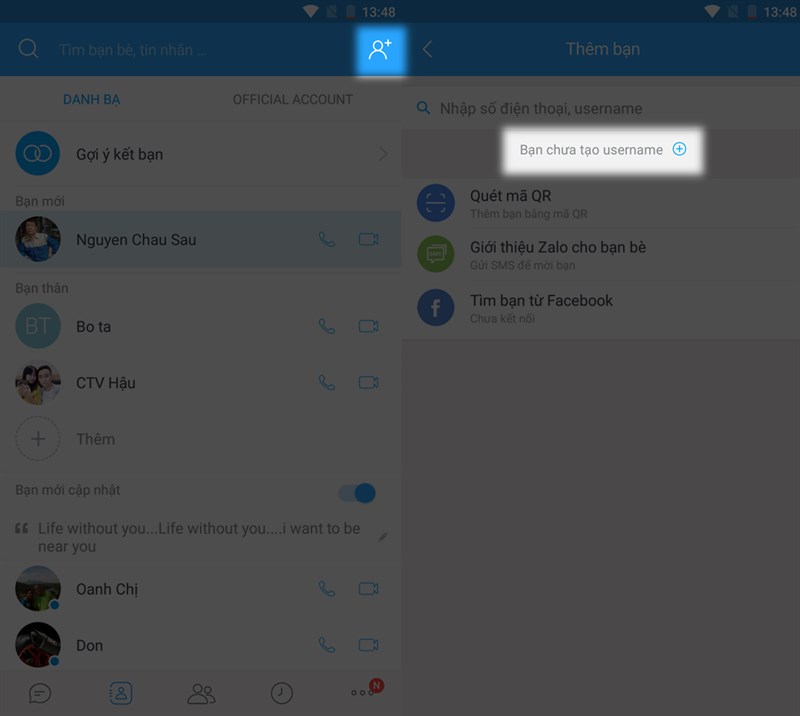 13:48
Tìm bạn bè, tin nhắn ...
DANH BẠ
OFFICIAL ACCOUNT
Gợi ý kết bạn
Bạn mới
Nguyen Chau Sau
Bạn thân
BT
Bo ta
CTV Hậu
Thêm
Bạn mới cập nhật
Life without you...Life without you....i want to be
near you
Oanh Chị
Don
N
13:48
Thêm bạn
Nhập số điện thoại, username
Bạn chưa tạo username
Quét mã QR
Thêm bạn bằng mã QR
SMS
Giới thiệu Zalo cho bạn bè
Gửi SMS để mời bạn
Tìm bạn từ Facebook
Chưa kết nối